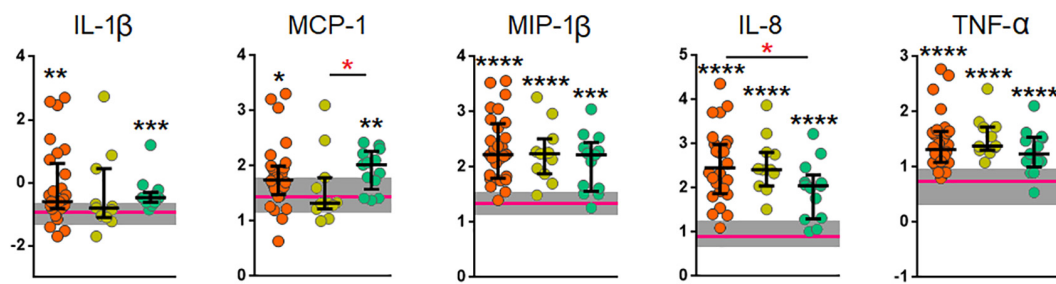 IL-1β MCP-1 MIP-1β IL-8 TNF-α
4 4 4 5 3
** * **** **** ****
* **** * **** ****
*** ** *** **** ****
2 3 3 4 2
0 2 2 3 1
-2 1 1 2 0
0 0 1 -1
0